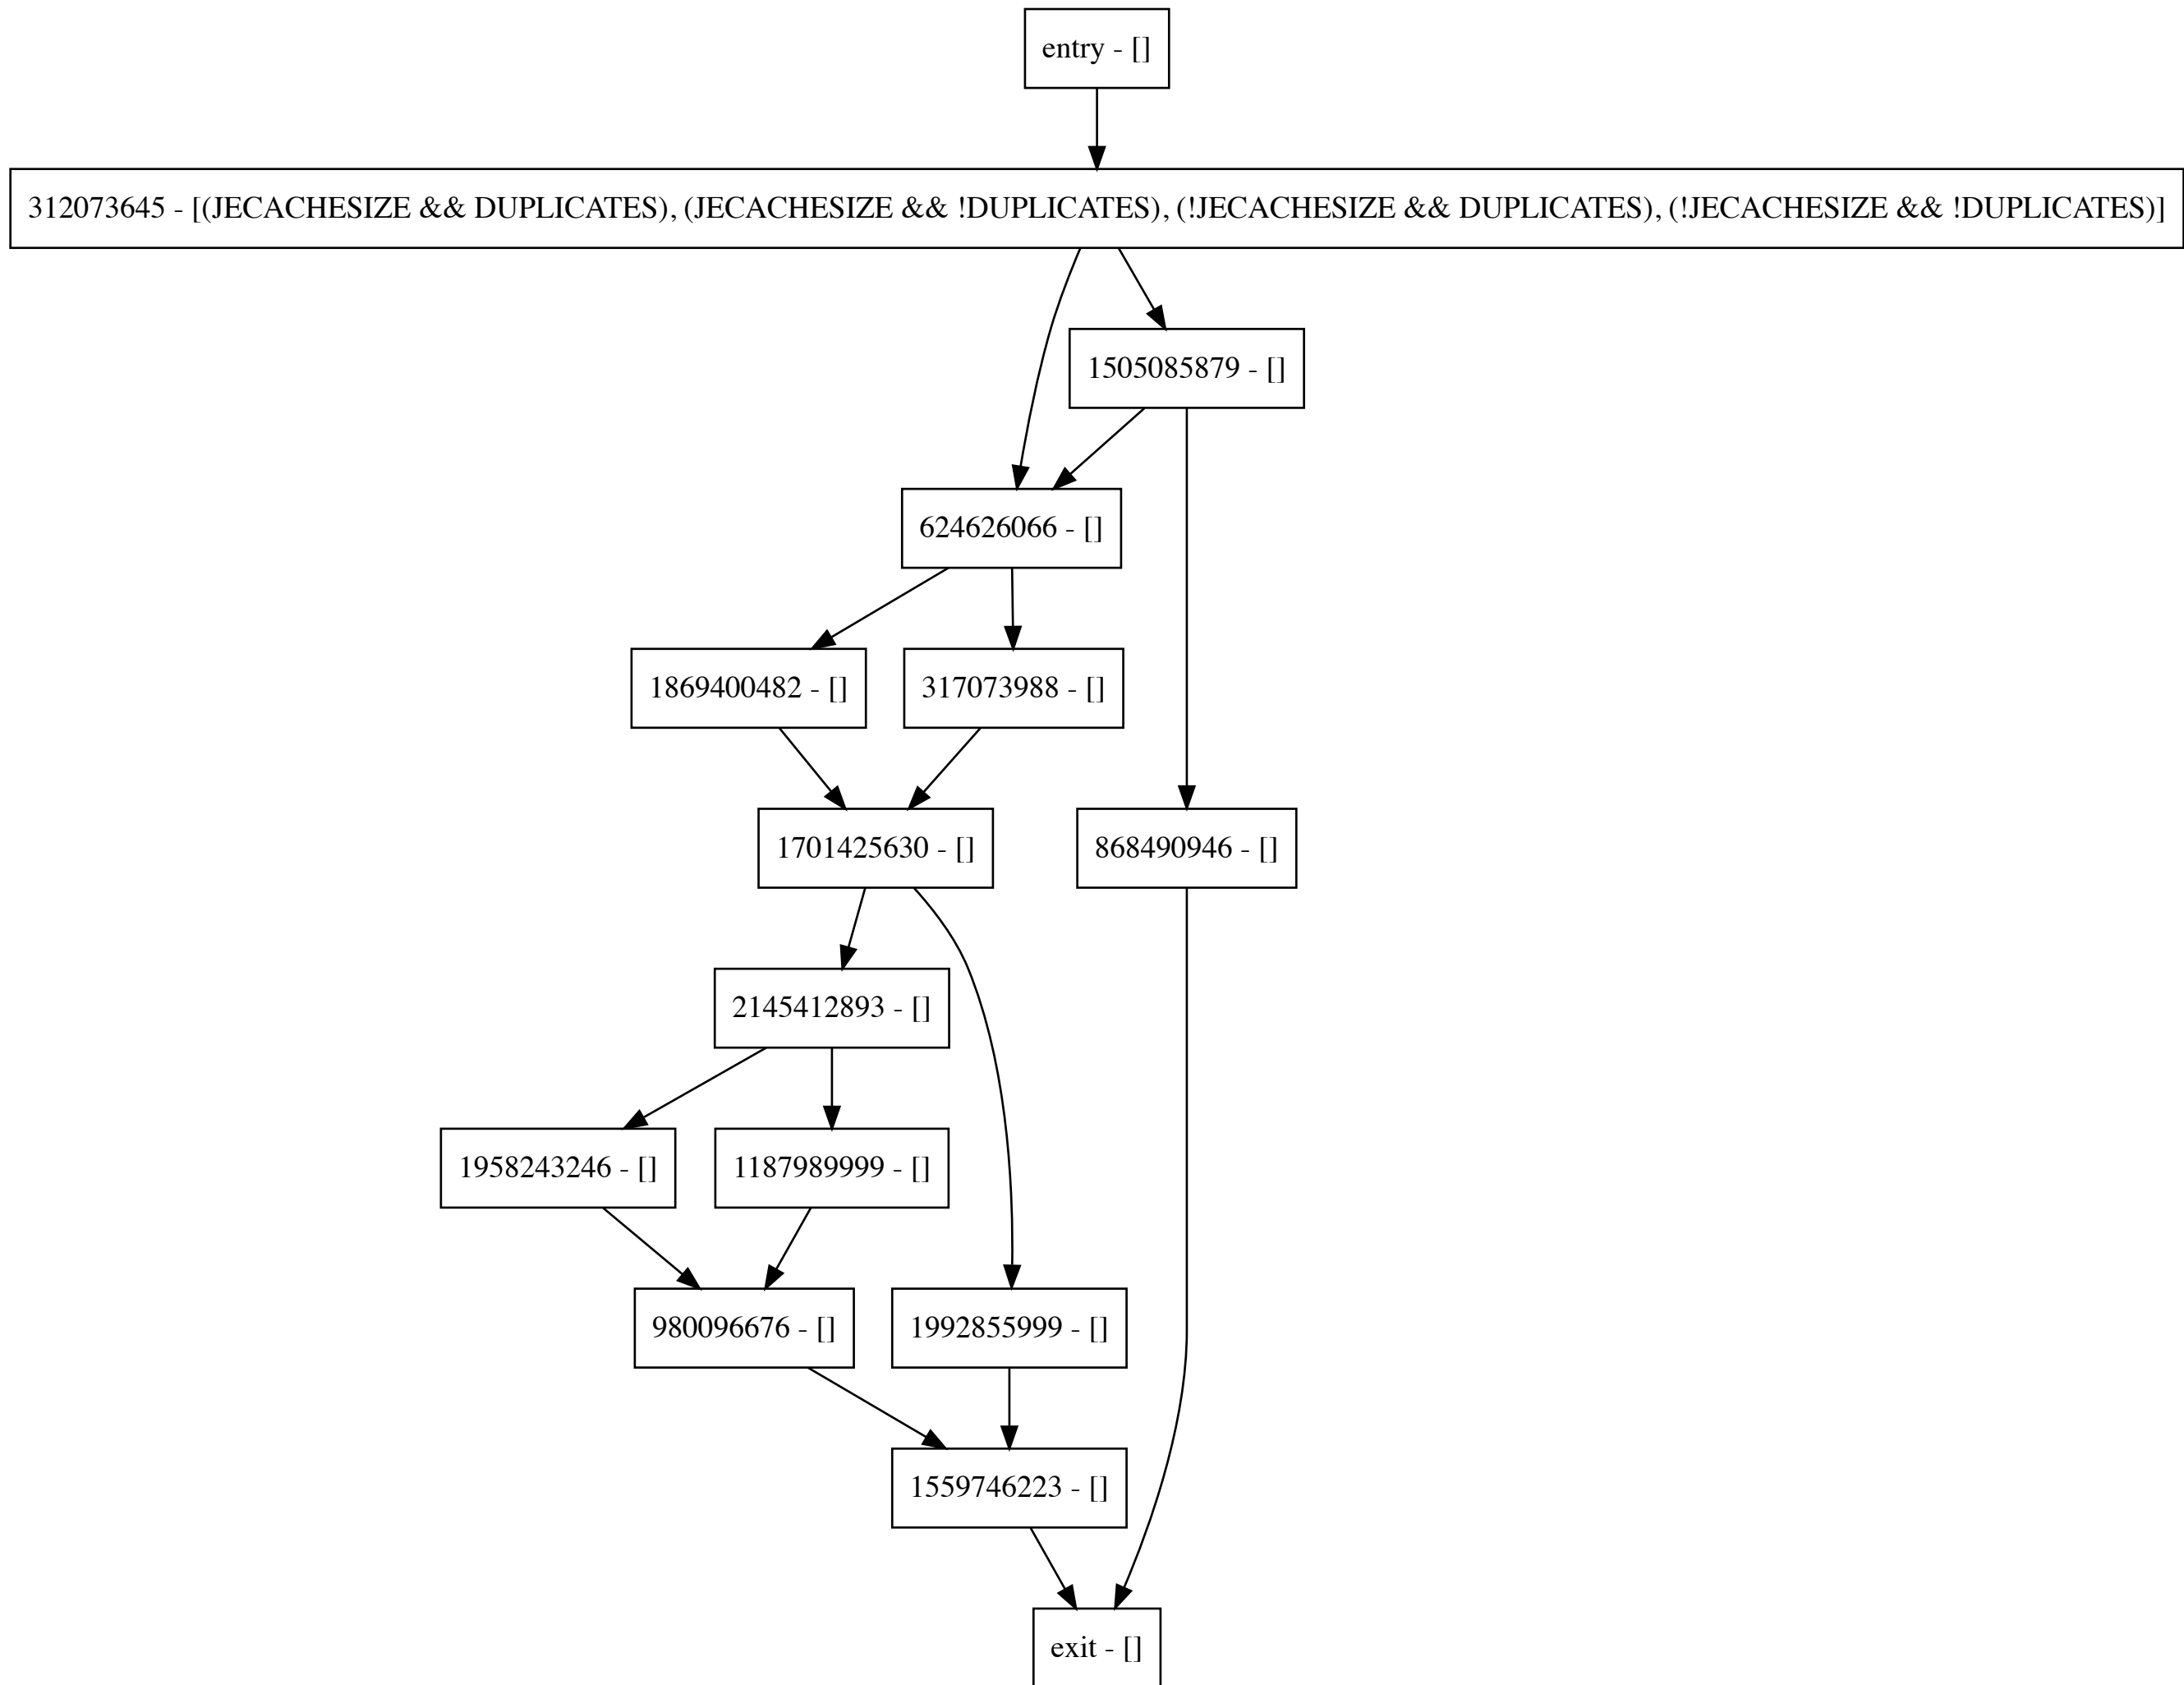 entry - []
312073645 - [(JECACHESIZE && DUPLICATES), (JECACHESIZE && !DUPLICATES), (!JECACHESIZE && DUPLICATES), (!JECACHESIZE && !DUPLICATES)]
1505085879 - []
624626066 - []
1869400482 - []
317073988 - []
1701425630 - []
868490946 - []
2145412893 - []
1958243246 - []
1187989999 - []
980096676 - []
1992855999 - []
1559746223 - []
exit - []